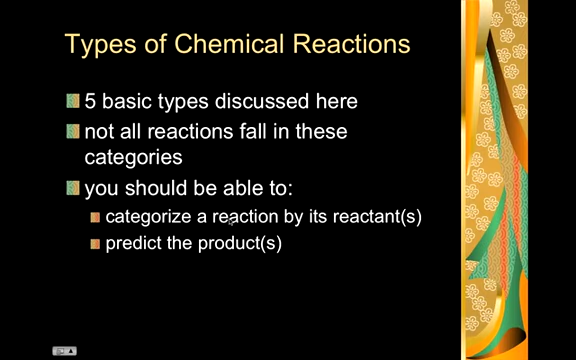 Types of Chemical Reactions
5 basic types discussed here
not all reactions fall in these
categories
you should be able to:
categorize a reaction by its reactant(s)
predict the product(s)